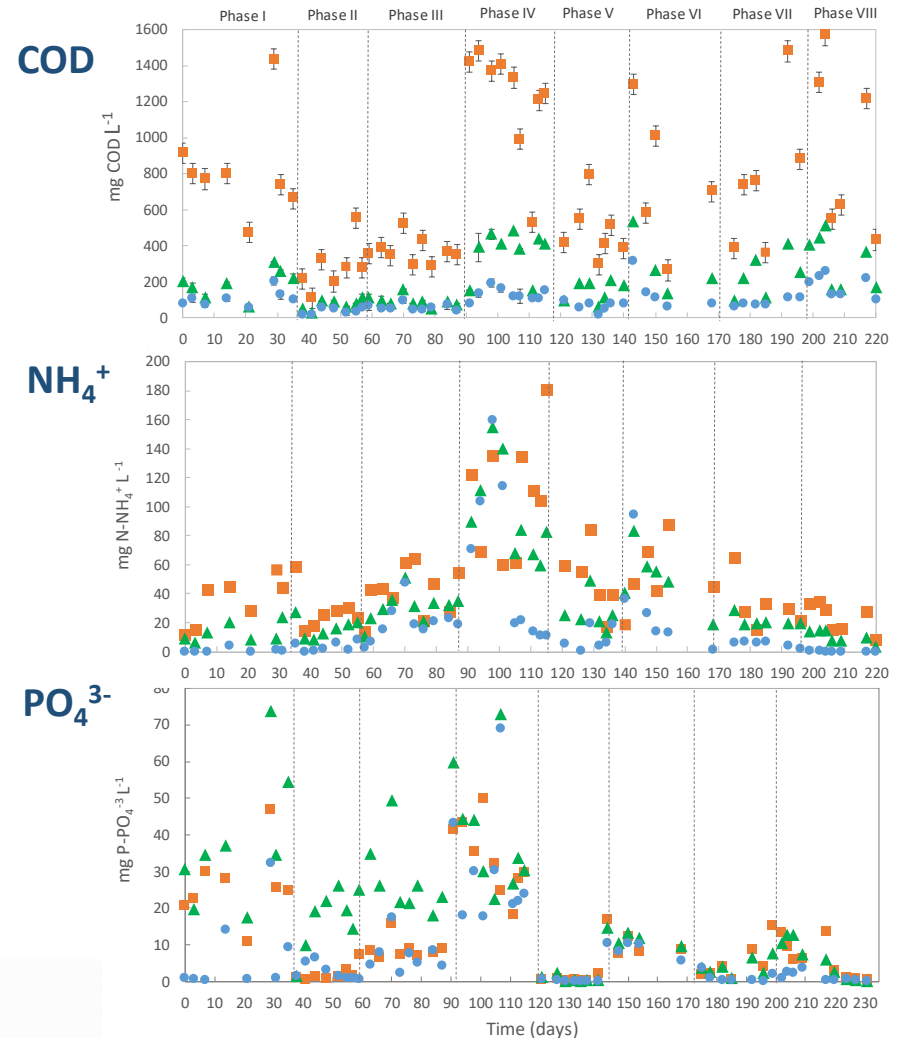 Phase I Phase II Phase III Phase IV Phase V Phase VI Phase VII Phase VIII
COD
mg COD L-1
1600
1400
1200
1000
800
600
400
200
0
0 10 20 30 40 50 60 70 80 90 100 110 120 130 140 150 160 170 180 190 200 210 220
NH4+
mg N-NH4+ L-1
200
180
160
140
120
100
80
60
40
20
0
0 10 20 30 40 50 60 70 80 90 100 110 120 130 140 150 160 170 180 190 200 210 220
PO43-
mg P-PO4-3 L-1
80
70
60
50
40
30
20
10
0
0 10 20 30 40 50 60 70 80 90 100 110 120 130 140 150 160 170 180 190 200 210 220 230
Time (days)